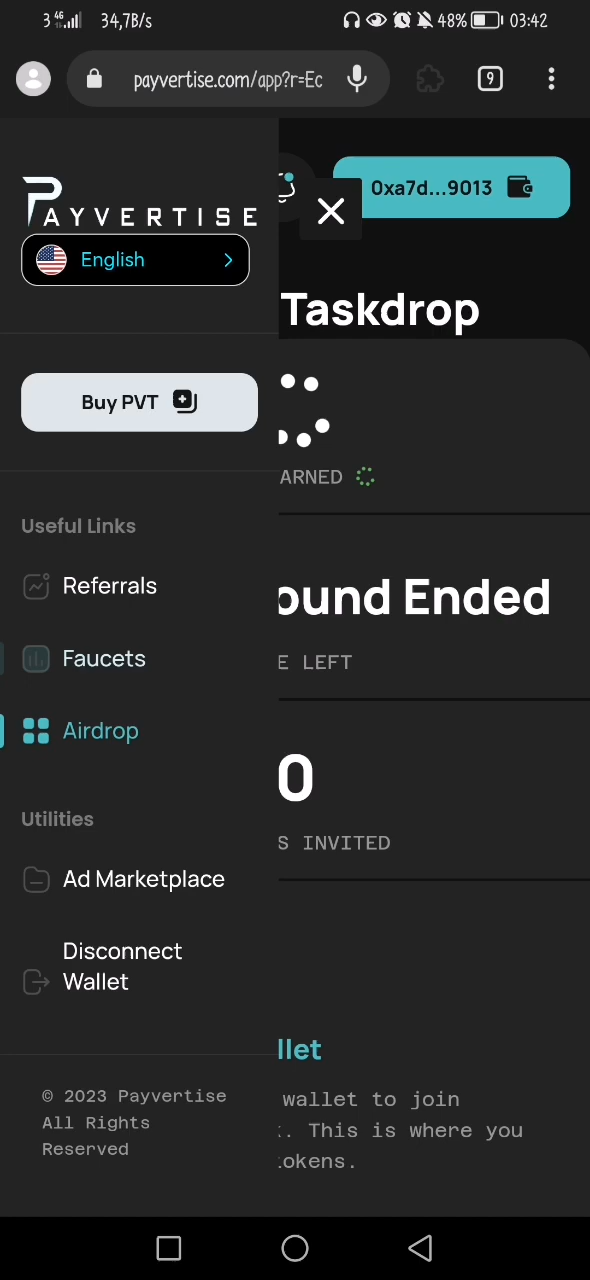 3 4G 34,7B/s 48% 03:42
payvertise.com/app?r=Ec 9
PAYVERTISE
English
0xa7d...9013
Taskdrop
Buy PVT
ARNED
Useful Links
Referrals
ound Ended
Faucets
E LEFT
Airdrop
0
Utilities
S INVITED
Ad Marketplace
Disconnect
Wallet
llet
© 2023 Payvertise
All Rights
Reserved
wallet to join
. This is where you
okens.